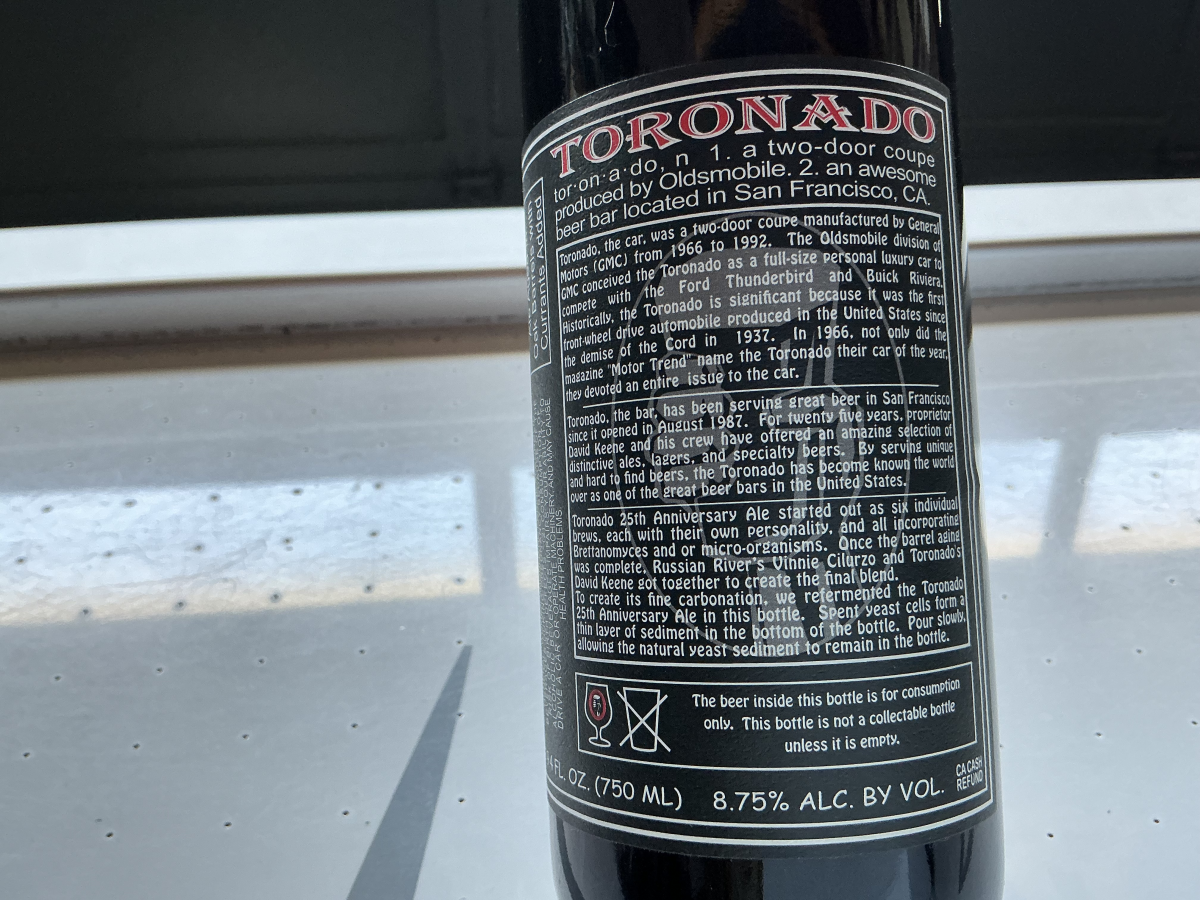 TORONADO
tor·on·a·do, n 1. a two-door coupe
produced by Oldsmobile. 2. an awesome
beer bar located in San Francisco, CA.
Toronado, the car, was a two-door coupe manufactured by General
Motors (GMC) from 1966 to 1992. The Oldsmobile division of
GMC conceived the Toronado as a full-size personal luxury car to
compete with the Ford Thunderbird and Buick Riviera.
Historically, the Toronado is significant because it was the first
front-wheel drive automobile produced in the United States since
the demise of the Cord in 1937. In 1966, not only did the
magazine "Motor Trend" name the Toronado their car of the year,
they devoted an entire issue to the car.
Toronado, the bar, has been serving great beer in San Francisco
since it opened in August 1987. For twenty five years, proprietor
David Keene and his crew have offered an amazing selection of
distinctive ales, lagers, and specialty beers. By serving unique
and hard to find beers, the Toronado has become known the world
over as one of the great beer bars in the United States.
Toronado 25th Anniversary Ale started out as six individual
brews, each with their own personality, and all incorporating
Brettanomyces and or micro-organisms. Once the barrel aging
was complete, Russian River's Vinnie Cilurzo and Toronado's
David Keene got together to create the final blend.
To create its fine carbonation, we refermented the Toronado
25th Anniversary Ale in this bottle. Spent yeast cells form a
thin layer of sediment in the bottom of the bottle. Pour slowly,
allowing the natural yeast sediment to remain in the bottle.
The beer inside this bottle is for consumption
only. This bottle is not a collectable bottle
unless it is empty.
FL. OZ. (750 ML) 8.75% ALC. BY VOL.
CA CASH
REFUND
Oak Barrels with
Currants Added
DRIVE A CAR OR OPERATE MACHINERY, AND MAY CAUSE
HEALTH PROBLEMS.